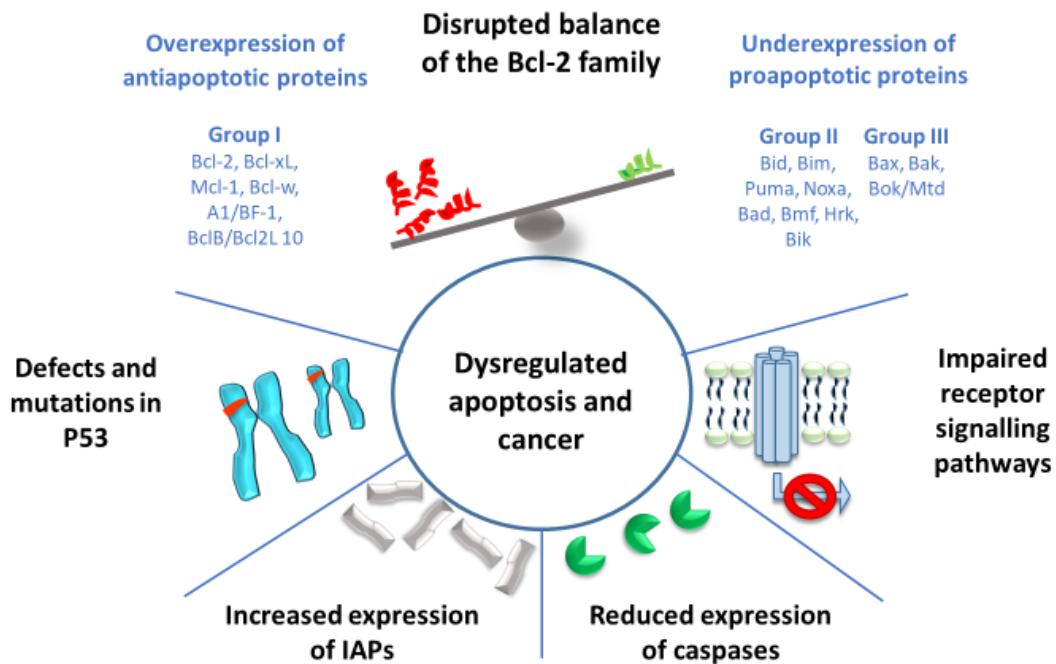 Disrupted balance
of the Bcl-2 family
Overexpression of
antiapoptotic proteins
Group I
Bcl-2, Bcl-xL,
Mcl-1, Bcl-w,
A1/BF-1,
BclB/Bcl2L 10
Underexpression of
proapoptotic proteins
Group II
Bid, Bim,
Puma, Noxa,
Bad, Bmf, Hrk,
Bik
Group III
Bax, Bak,
Bok/Mtd
Defects and
mutations in
P53
Dysregulated
apoptosis and
cancer
Impaired
receptor
signalling
pathways
Increased expression
of IAPs
Reduced expression
of caspases